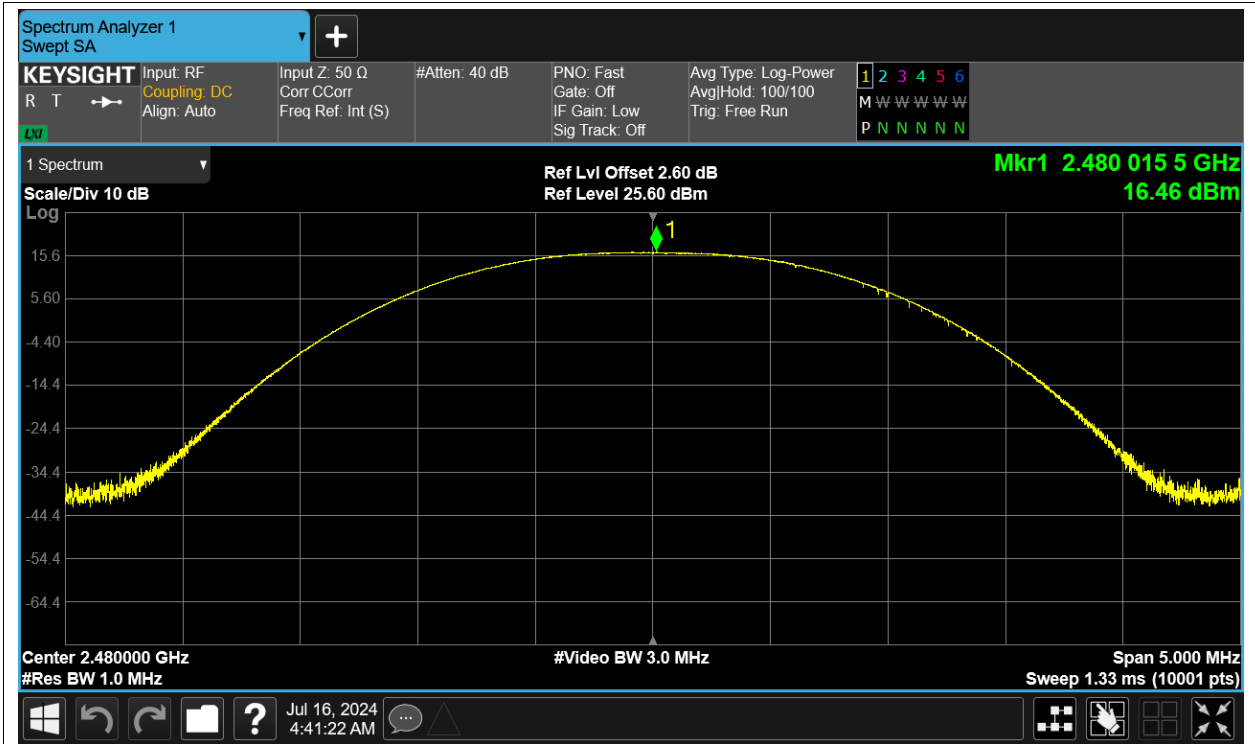 Spectrum Analyzer 1
Swept SA
KEYSIGHT
R T
LXI
Input: RF
Coupling: DC
Align: Auto
Input Z: 50 Ω
Corr CCorr
Freq Ref: Int (S)
#Atten: 40 dB
PNO: Fast
Gate: Off
IF Gain: Low
Sig Track: Off
Avg Type: Log-Power
Avg|Hold: 100/100
Trig: Free Run
1 2 3 4 5 6
M W W W W W
P N N N N N
1 Spectrum
Scale/Div 10 dB
Log
Ref Lvl Offset 2.60 dB
Ref Level 25.60 dBm
Mkr1 2.480 015 5 GHz
16.46 dBm
1
15.6
5.60
-4.40
-14.4
-24.4
-34.4
-44.4
-54.4
-64.4
Center 2.480000 GHz
#Video BW 3.0 MHz
Span 5.000 MHz
#Res BW 1.0 MHz
Sweep 1.33 ms (10001 pts)
?
Jul 16, 2024
4:41:22 AM